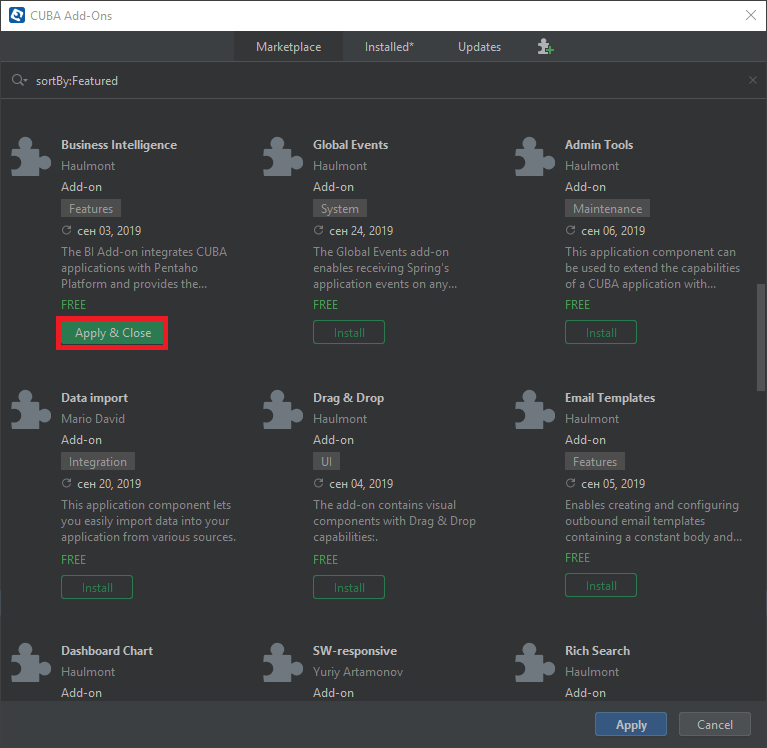 CUBA Add-Ons
Marketplace
Installed*
Updates
sortBy:Featured
Business Intelligence
Haulmont
Add-on
Features
сен 03, 2019
The BI Add-on integrates CUBA
applications with Pentaho
Platform and provides the...
FREE
Apply & Close
Global Events
Haulmont
Add-on
System
сен 24, 2019
The Global Events add-on
enables receiving Spring's
application events on any...
FREE
Install
Admin Tools
Haulmont
Add-on
Maintenance
сен 06, 2019
This application component can
be used to extend the capabilities
of a CUBA application with...
FREE
Install
Data import
Mario David
Add-on
Integration
сен 20, 2019
This application component lets
you easily import data into your
application from various sources.
FREE
Install
Drag & Drop
Haulmont
Add-on
UI
сен 04, 2019
The add-on contains visual
components with Drag & Drop
capabilities:.
FREE
Install
Email Templates
Haulmont
Add-on
Features
сен 05, 2019
Enables creating and configuring
outbound email templates
containing a constant body and...
FREE
Install
Dashboard Chart
Haulmont
Add-on
SW-responsive
Yuriy Artamonov
Add-on
Rich Search
Haulmont
Add-on
Apply
Cancel